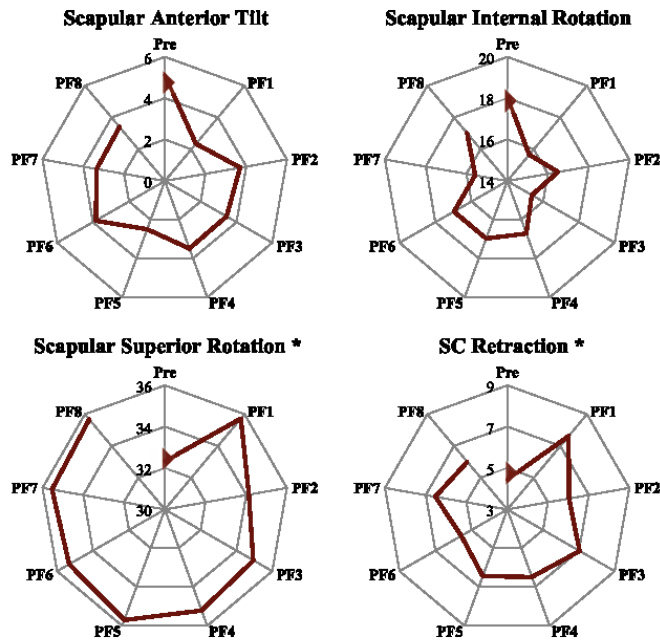 Scapular Anterior Tilt
Pre
6
PF8
PF1
4
2
PF7
PF2
0
PF6
PF3
PF5
PF4
Scapular Internal Rotation
Pre
20
PF8
PF1
18
16
PF7
PF2
14
PF6
PF3
PF5
PF4
Scapular Superior Rotation *
Pre
36
PF8
PF1
34
32
PF7
PF2
30
PF6
PF3
PF5
PF4
SC Retraction *
Pre
9
PF8
PF1
7
5
PF7
PF2
3
PF6
PF3
PF5
PF4